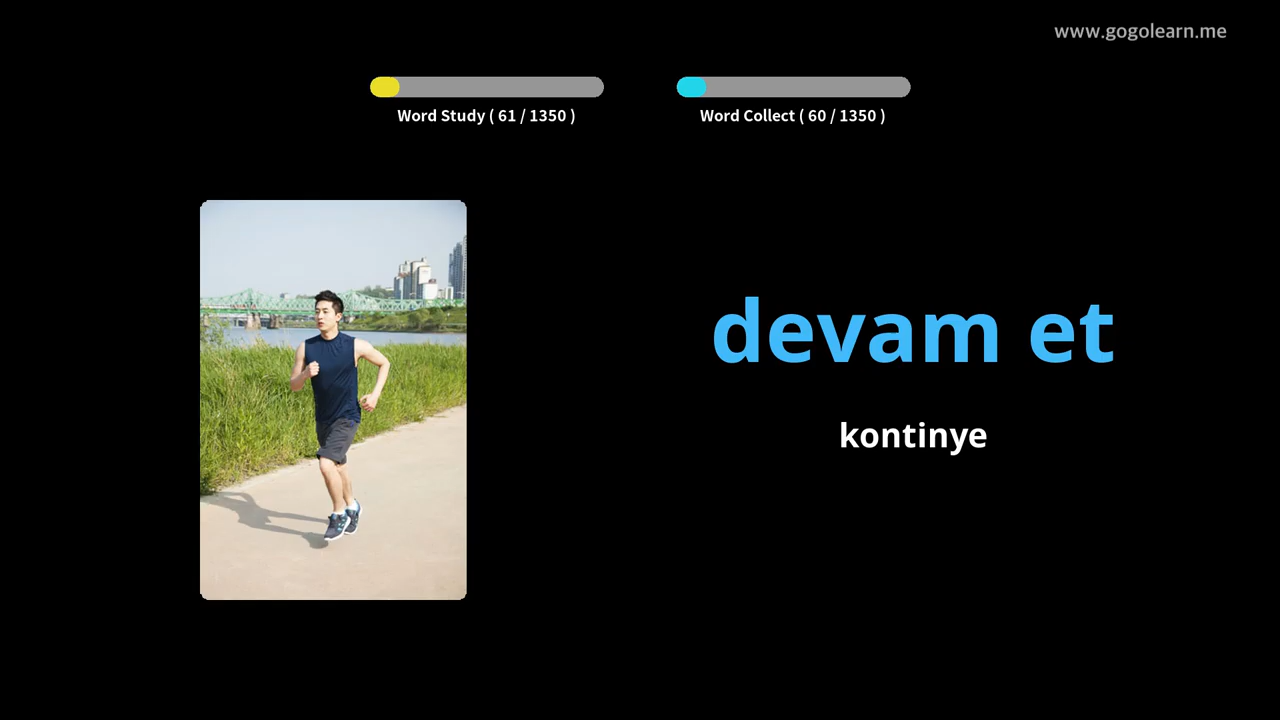 www.gogolearn.me
Word Study ( 61 / 1350 )
Word Collect ( 60 / 1350 )
devam et
kontinye